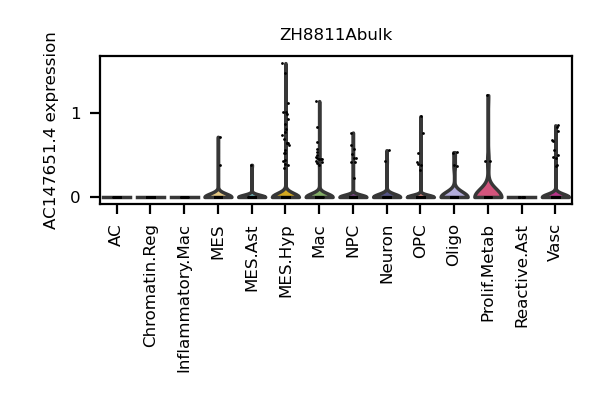 ZH8811Abulk
AC147651.4 expression
1
0
AC
Chromatin.Reg
Inflammatory.Mac
MES
MES.Ast
MES.Hyp
Mac
NPC
Neuron
OPC
Oligo
Prolif.Metab
Reactive.Ast
Vasc